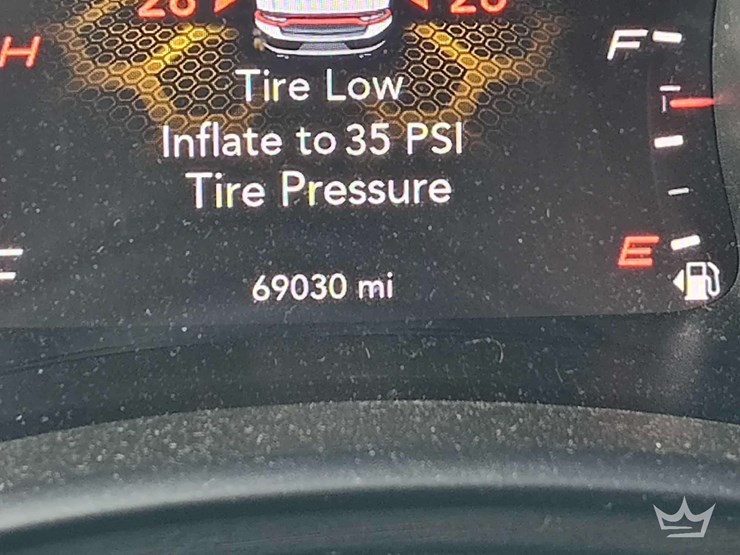 H
F
Tire Low
Inflate to 35 PSI
Tire Pressure
E
69030 mi